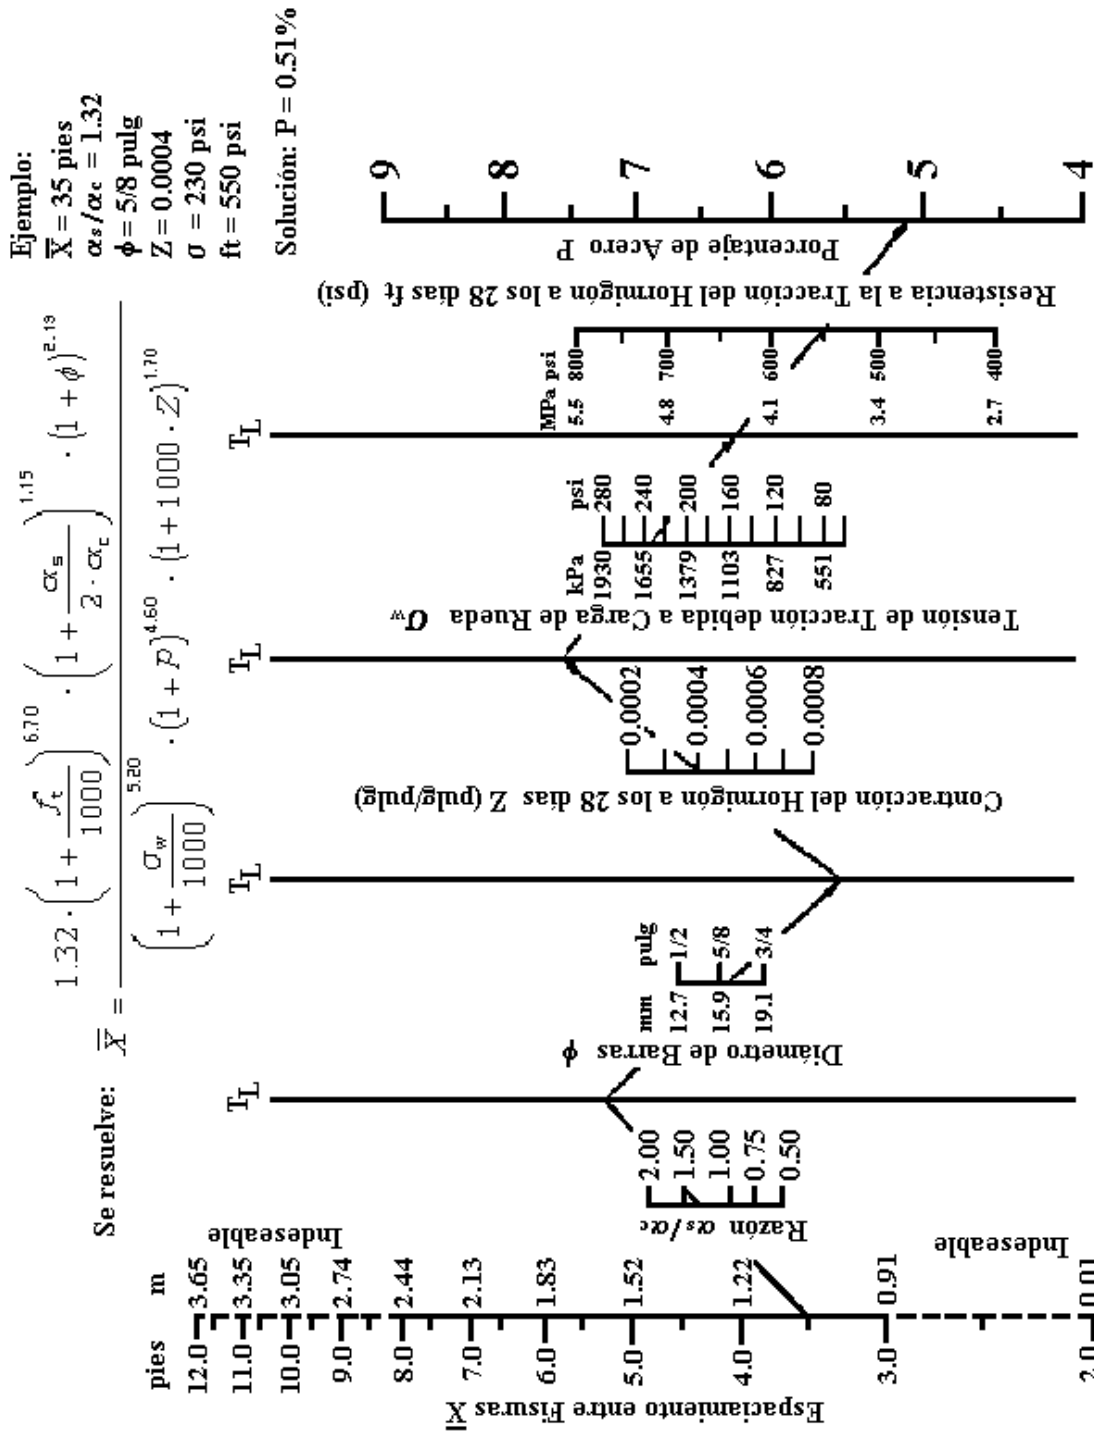 Se resuelve:
X̄ = 1.32 · (1 + ft/1000)^6.70 · (1 + αs/(2 · αc))^1.15 · (1 + φ)^2.19 / (1 + σw/1000)^5.20 · (1 + P)^4.60 · (1 + 1000 · Z)^1.70
Ejemplo:
X̄ = 35 pies
αs/αc = 1.32
φ = 5/8 pulg
Z = 0.0004
σ = 230 psi
ft = 550 psi
Solución: P = 0.51%
Espaciamiento entre Fisuras X̄
pies
12.0
11.0
10.0
9.0
8.0
7.0
6.0
5.0
4.0
3.0
2.0
m
3.65
3.35
3.05
2.74
2.44
2.13
1.83
1.52
1.22
0.91
0.01
Indeseable
Indeseable
Razón αs/αc
2.00
1.50
1.00
0.75
0.50
TL
Diámetro de Barras φ
mm
12.7
15.9
19.1
pulg
1/2
5/8
3/4
TL
Contracción del Hormigón a los 28 días Z (pulg/pulg)
0.0002
0.0004
0.0006
0.0008
TL
Tensión de Tracción debida a Carga de Rueda σw
kPa
1930
1655
1379
1103
827
551
psi
280
240
200
160
120
80
TL
MPa psi
5.5 800
4.8 700
4.1 600
3.4 500
2.7 400
Resistencia a la Tracción del Hormigón a los 28 dias ft (psi)
Porcentaje de Acero P
9
8
7
6
5
4